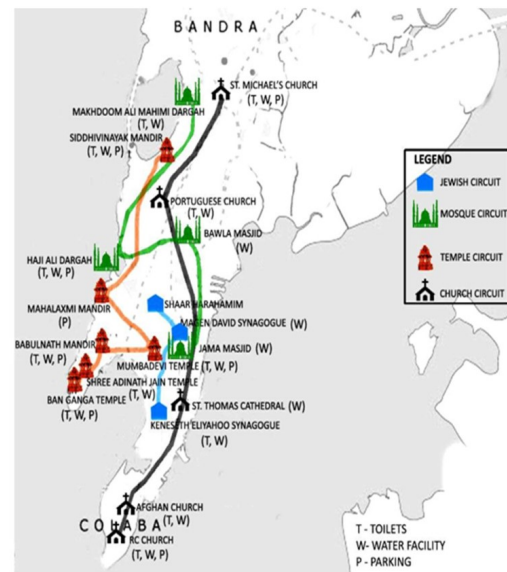 BANDRA
ST. MICHAEL'S CHURCH
(T, W, P)
MAKHDOOM ALI MAHIMI DARGAH
(T, W)
SIDDHIVINAYAK MANDIR
(T, W, P)
PORTUGUESE CHURCH
(T, W)
BAWLA MASJID
(W)
HAJI ALI DARGAH
(T, W, P)
MAHALAXMI MANDIR
(P)
SHAAR HARAHAMIM
MAGEN DAVID SYNAGOGUE (W)
BABULNATH MANDIR
(T, W, P)
JAMA MASJID (W)
MUMBADEVI TEMPLE (T, W, P)
SHREE ADINATH JAIN TEMPLE
(T, W)
BAN GANGA TEMPLE
(T, W, P)
ST. THOMAS CATHEDRAL (W)
KENESETH ELIYAHOO SYNAGOGUE
(T, W)
AFGHAN CHURCH
(T, W)
COLABA
RC CHURCH
(T, W, P)
LEGEND
JEWISH CIRCUIT
MOSQUE CIRCUIT
TEMPLE CIRCUIT
CHURCH CIRCUIT
T - TOILETS
W- WATER FACILITY
P - PARKING